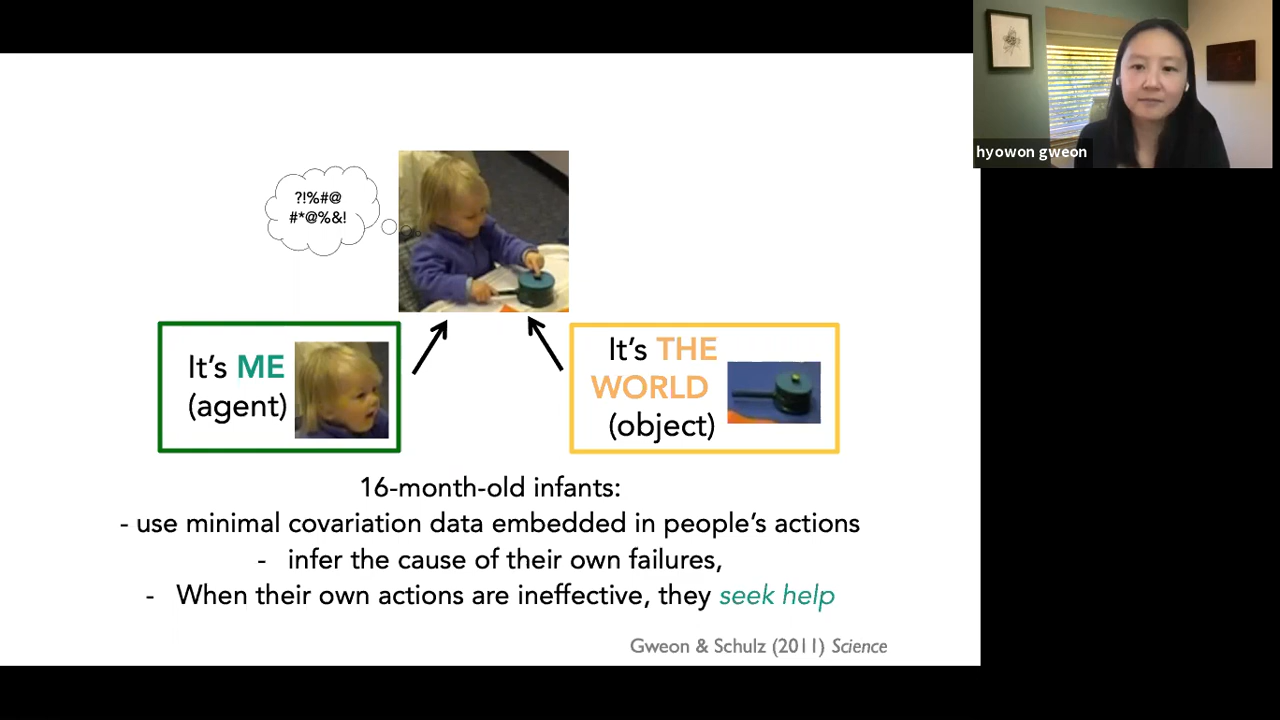 hyowon gweon
?!%#@
#*@%&!
It's ME
(agent)
It's THE
WORLD
(object)
16-month-old infants:
- use minimal covariation data embedded in people's actions
- infer the cause of their own failures,
- When their own actions are ineffective, they seek help
Gweon & Schulz (2011) Science